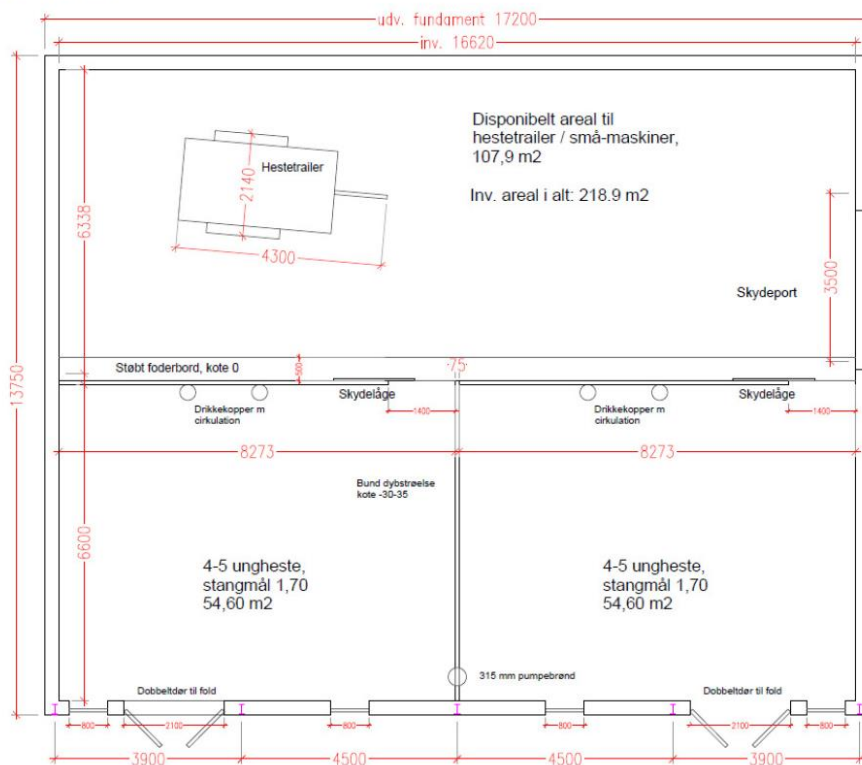 udv. fundament 17200
inv. 16620
Disponibelt areal til
hestetrailer / små-maskiner,
107,9 m2
Inv. areal i alt: 218.9 m2
Hestetrailer
2140
4300
6338
3500
Skydeport
13750
Støbt foderbord, kote 0
500
75
Skydelåge
Skydelåge
Drikkekopper m
cirkulation
Drikkekopper m
cirkulation
1400
1400
8273
8273
Bund dybstrøelse
kote -30-35
6600
4-5 ungheste,
stangmål 1,70
54,60 m2
4-5 ungheste,
stangmål 1,70
54,60 m2
315 mm pumpebrønd
Dobbeltdør til fold
Dobbeltdør til fold
800
2100
800
800
2100
800
3900
4500
4500
3900